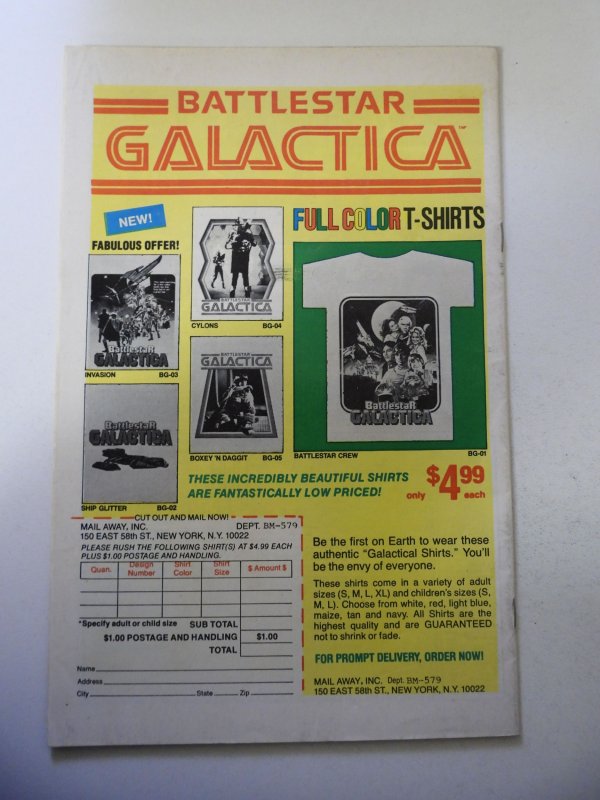 BATTLESTAR
GALACTICA™
NEW!
FABULOUS OFFER!
FULL COLOR T-SHIRTS
BATTLESTAR
GALACTICA
CYLONS BG-04
BattlestaR
GALACTICA
INVASION BG-03
BATTLESTAR
GALACTICA
BOXEY 'N DAGGIT BG-05
BattlestaR
GALACTICA
SHIP GLITTER BG-02
BattlestaR
GALACTICA
BATTLESTAR CREW BG-01
THESE INCREDIBLY BEAUTIFUL SHIRTS
ARE FANTASTICALLY LOW PRICED!
only $4.99 each
CUT OUT AND MAIL NOW!
MAIL AWAY, INC. DEPT. BM-579
150 EAST 58th ST., NEW YORK, N.Y. 10022
PLEASE RUSH THE FOLLOWING SHIRT(S) AT $4.99 EACH
PLUS $1.00 POSTAGE AND HANDLING.
Quan. Design Number Shirt Color Shirt Size $ Amount $
*Specify adult or child size SUB TOTAL
$1.00 POSTAGE AND HANDLING $1.00
TOTAL
Name
Address
City State Zip
Be the first on Earth to wear these
authentic "Galactical Shirts." You'll
be the envy of everyone.
These shirts come in a variety of adult
sizes (S, M, L, XL) and children's sizes (S,
M, L). Choose from white, red, light blue,
maize, tan and navy. All Shirts are the
highest quality and are GUARANTEED
not to shrink or fade.
FOR PROMPT DELIVERY, ORDER NOW!
MAIL AWAY, INC. Dept. BM-579
150 EAST 58th ST., NEW YORK, N.Y. 10022